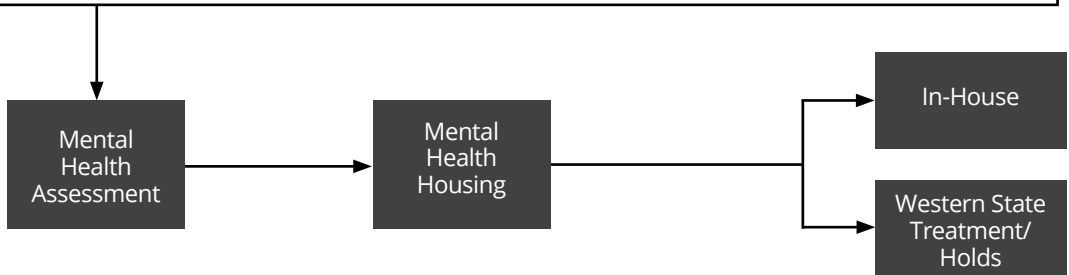 Mental
Health
Assessment
Mental
Health
Housing
In-House
Western State
Treatment/
Holds